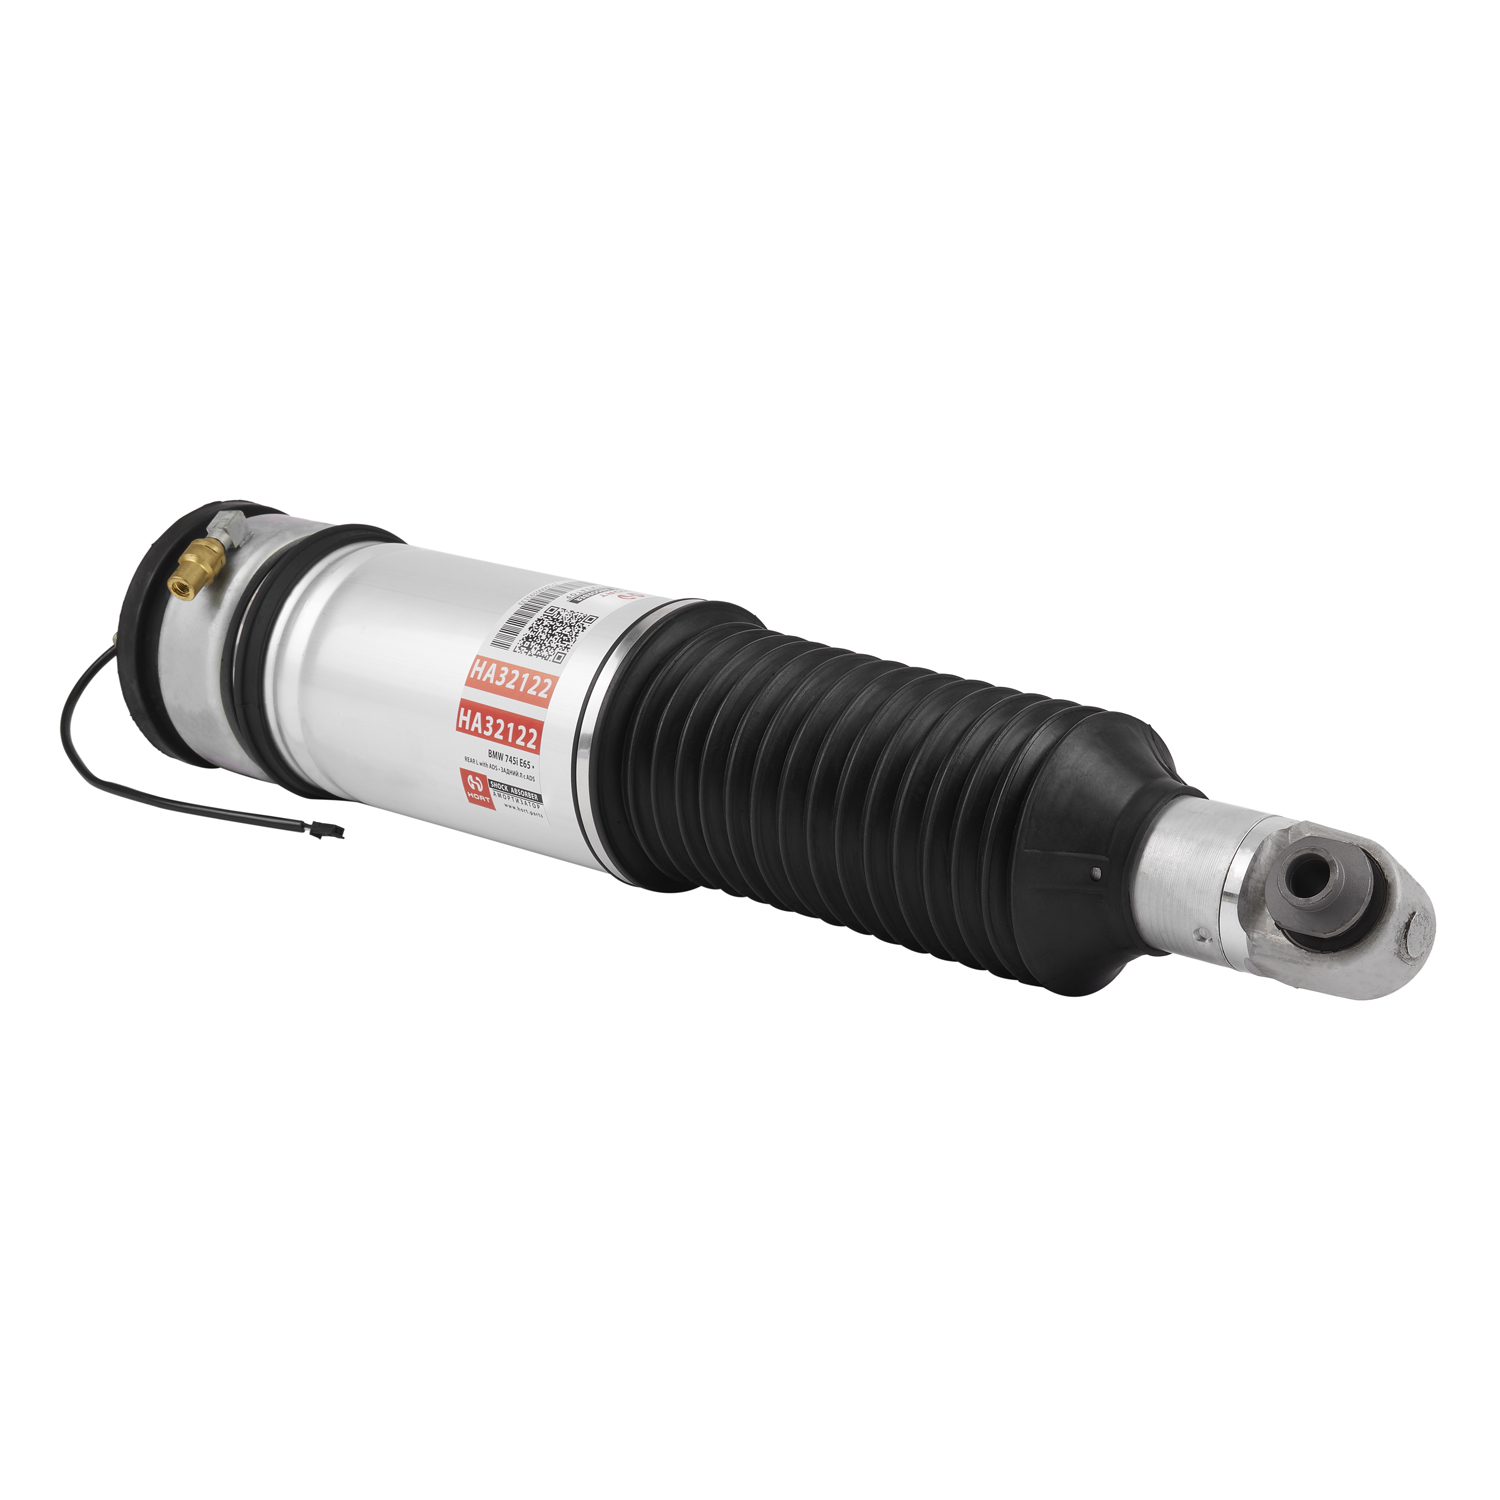 HA32122
HA32122
BMW 745i E65 •
REAR L with ADS • ЗАДНИЙ Л с ADS
HORT
SHOCK ABSORBER
АМОРТИЗАТОР
www.hort.parts